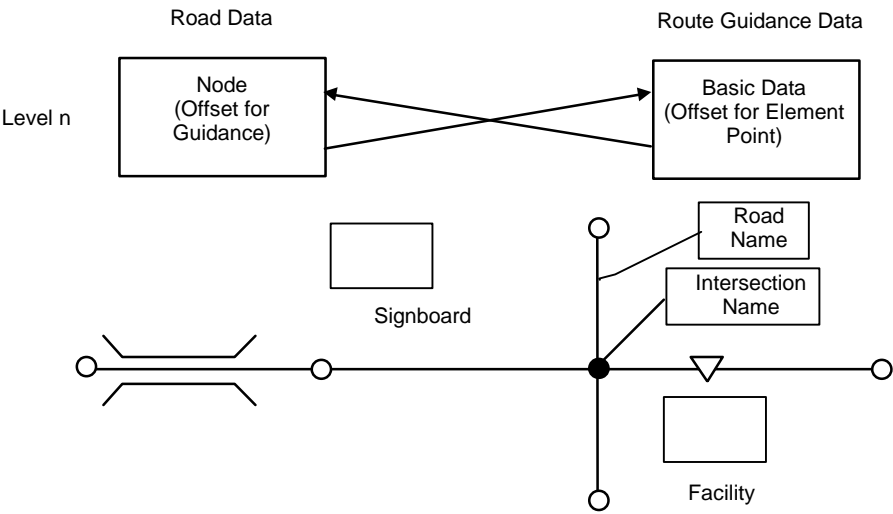 Road Data
Route Guidance Data
Level n
Node
(Offset for
Guidance)
Basic Data
(Offset for Element
Point)
Road
Name
Intersection
Name
Signboard
Facility